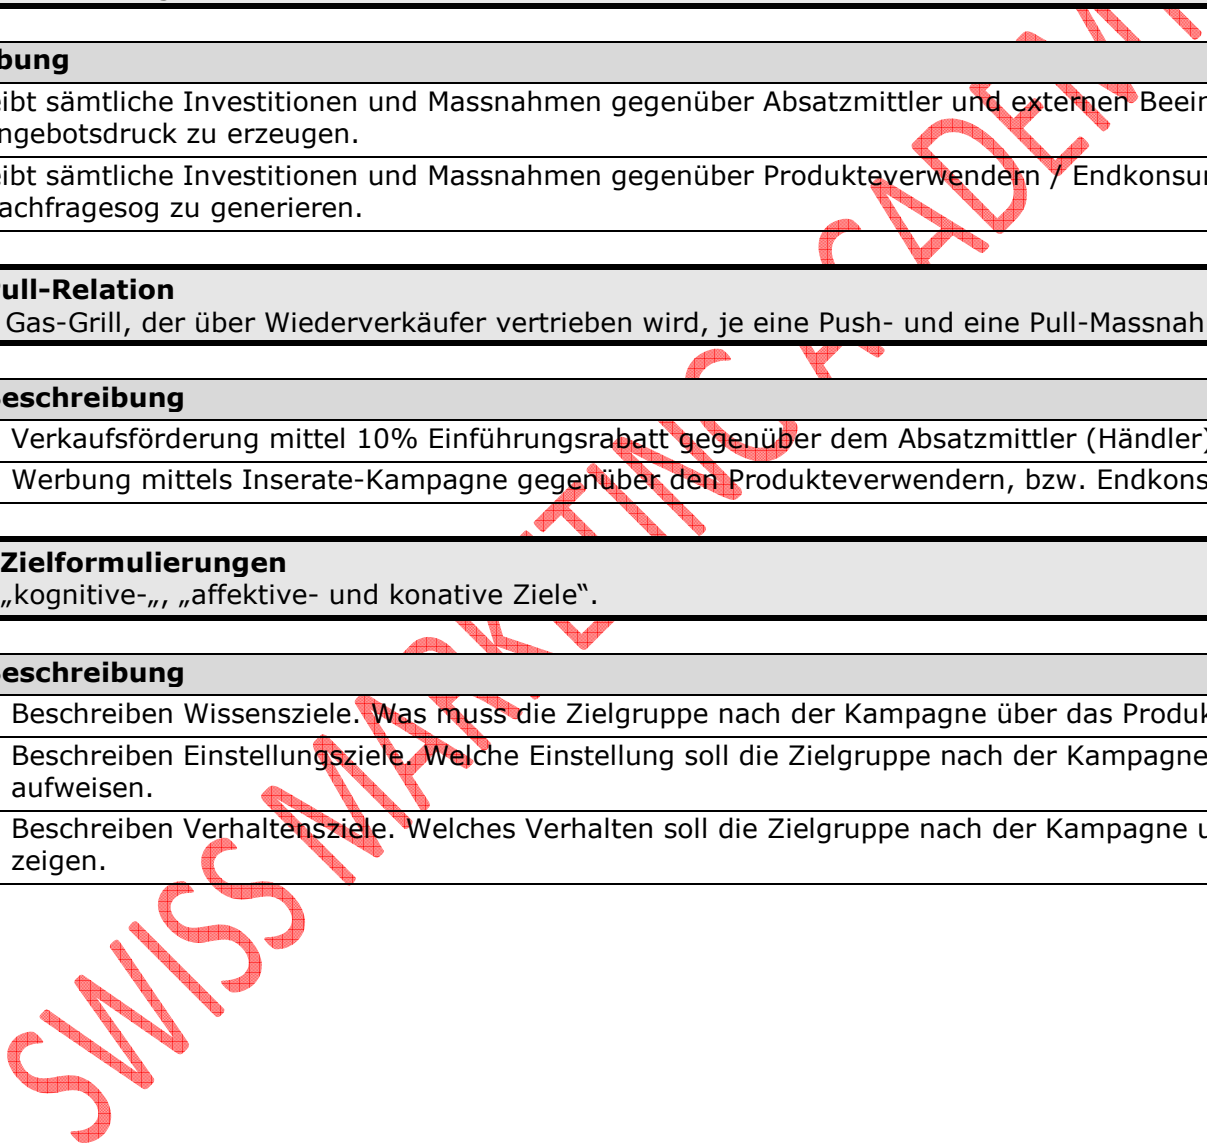 bung
eibt sämtliche Investitionen und Massnahmen gegenüber Absatzmittler und externen Beein
ngebotsdruck zu erzeugen.
eibt sämtliche Investitionen und Massnahmen gegenüber Produkteverwendern / Endkonsu
achfragesog zu generieren.
ull-Relation
Gas-Grill, der über Wiederverkäufer vertrieben wird, je eine Push- und eine Pull-Massnah
eschreibung
Verkaufsförderung mittel 10% Einführungsrabatt gegenüber dem Absatzmittler (Händler)
Werbung mittels Inserate-Kampagne gegenüber den Produkteverwendern, bzw. Endkons
Zielformulierungen
„kognitive-„, „affektive- und konative Ziele“.
eschreibung
Beschreiben Wissensziele. Was muss die Zielgruppe nach der Kampagne über das Produk
Beschreiben Einstellungsziele. Welche Einstellung soll die Zielgruppe nach der Kampagne
aufweisen.
Beschreiben Verhaltensziele. Welches Verhalten soll die Zielgruppe nach der Kampagne u
zeigen.
SWISS MARKETING ACADEMY